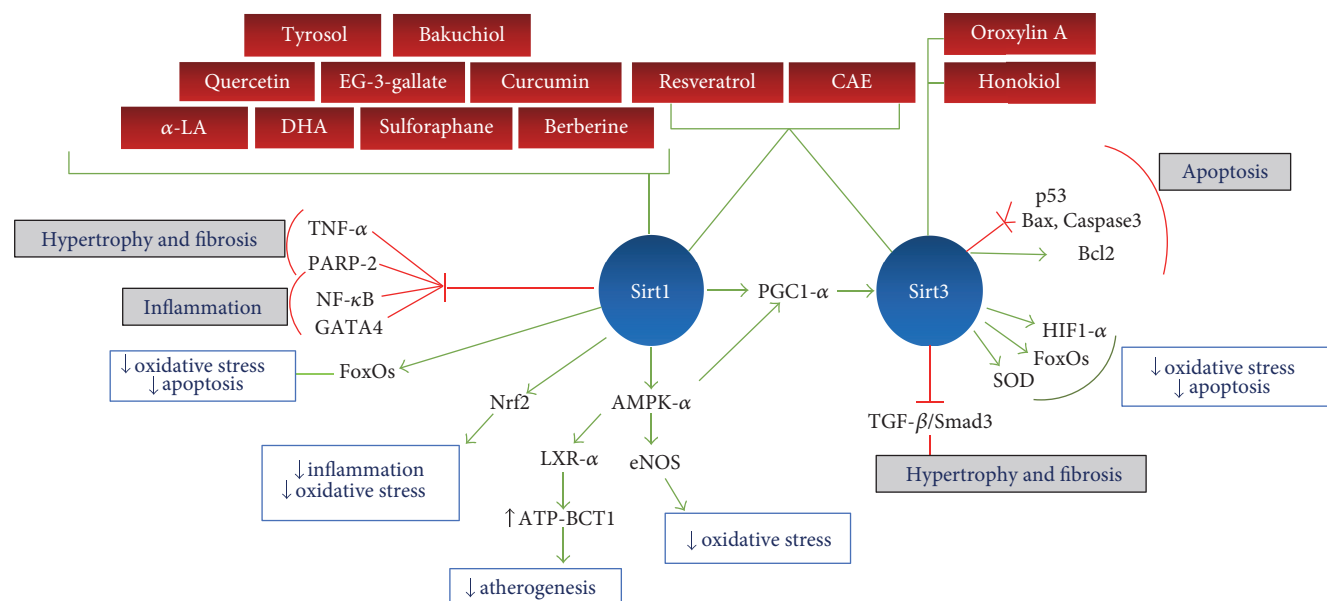 Tyrosol
Bakuchiol
Oroxylin A
Quercetin
EG-3-gallate
Curcumin
Resveratrol
CAE
Honokiol
α-LA
DHA
Sulforaphane
Berberine
Apoptosis
p53
Bax, Caspase3
Bcl2
Hypertrophy and fibrosis
TNF-α
PARP-2
Inflammation
NF-κB
GATA4
Sirt1
PGC1-α
Sirt3
HIF1-α
FoxOs
SOD
↓ oxidative stress
↓ apoptosis
↓ oxidative stress
↓ apoptosis
FoxOs
Nrf2
AMPK-α
TGF-β/Smad3
Hypertrophy and fibrosis
↓ inflammation
↓ oxidative stress
LXR-α
eNOS
↑ ATP-BCT1
↓ oxidative stress
↓ atherogenesis